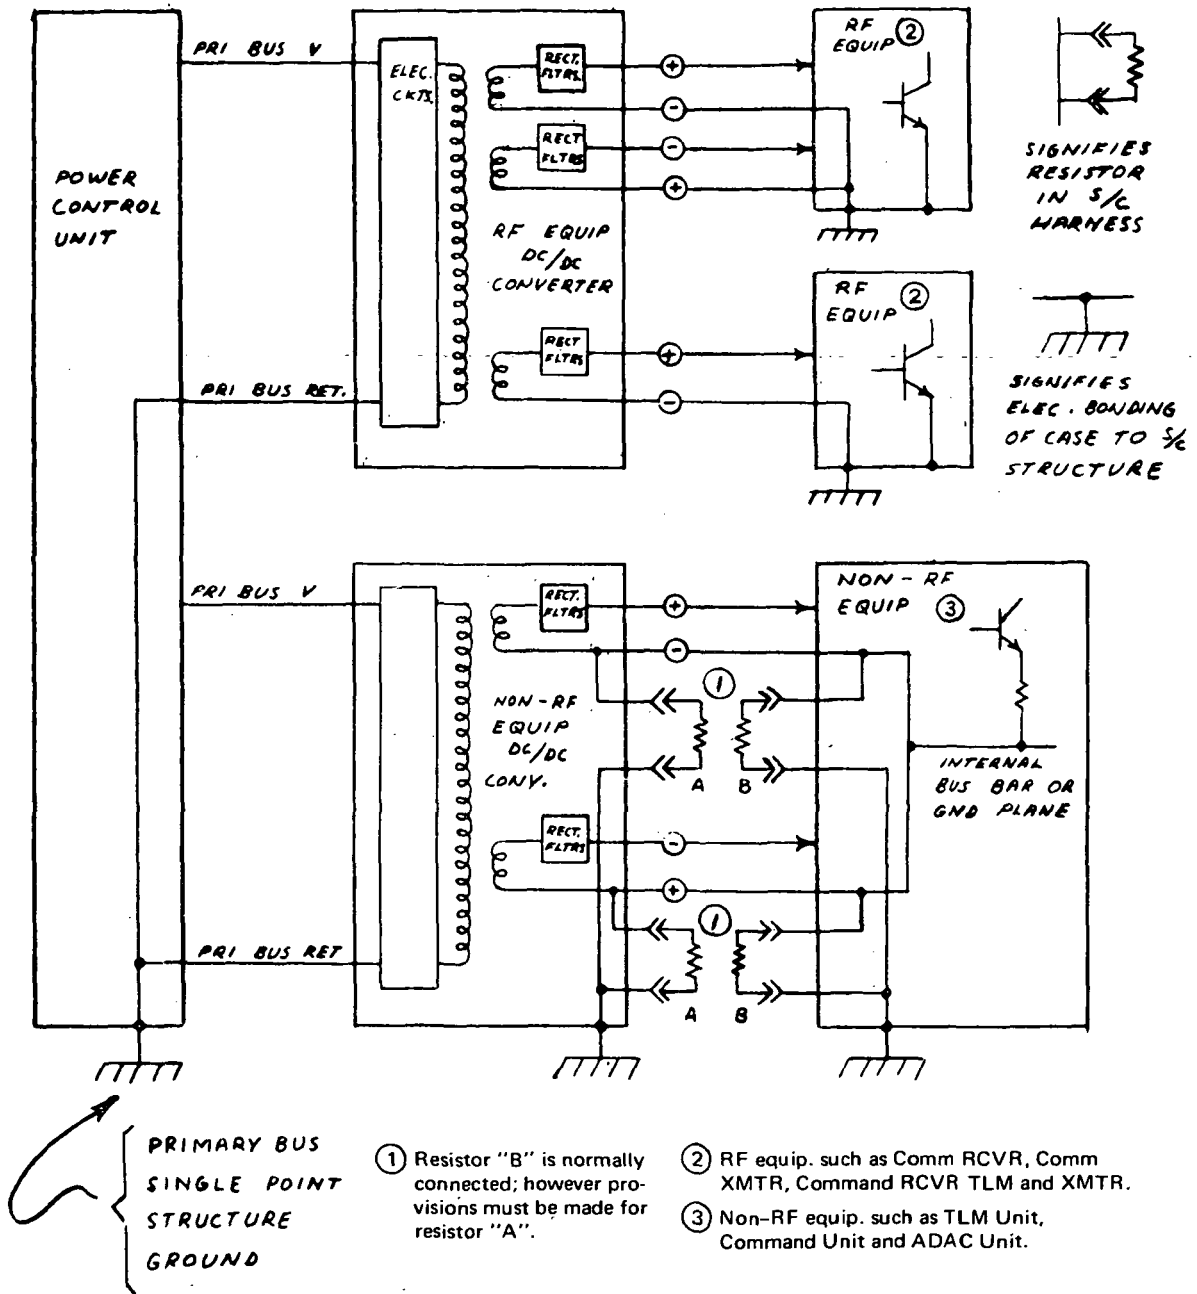 PRI BUS V
ELEC.
CKTS.
RECT.
FLTRS.
+
-
RECT
FLTRS
-
+
RF EQUIP
DC/DC
CONVERTER
RECT
FLTRS
+
-
PRI BUS RET.
POWER
CONTROL
UNIT
RF
EQUIP 2
RF
EQUIP 2
SIGNIFIES
RESISTOR
IN S/C
HARNESS
SIGNIFIES
ELEC. BONDING
OF CASE TO S/C
STRUCTURE
PRI BUS V
RECT.
FLTRS
+
-
NON-RF
EQUIP
DC/DC
CONV.
1
A B
RECT.
FLTRS
-
+
1
A B
PRI BUS RET
NON-RF
EQUIP 3
INTERNAL
BUS BAR OR
GND PLANE
PRIMARY BUS
SINGLE POINT
STRUCTURE
GROUND
1 Resistor "B" is normally
connected; however pro-
visions must be made for
resistor "A".
2 RF equip. such as Comm RCVR, Comm
XMTR, Command RCVR TLM and XMTR.
3 Non-RF equip. such as TLM Unit,
Command Unit and ADAC Unit.